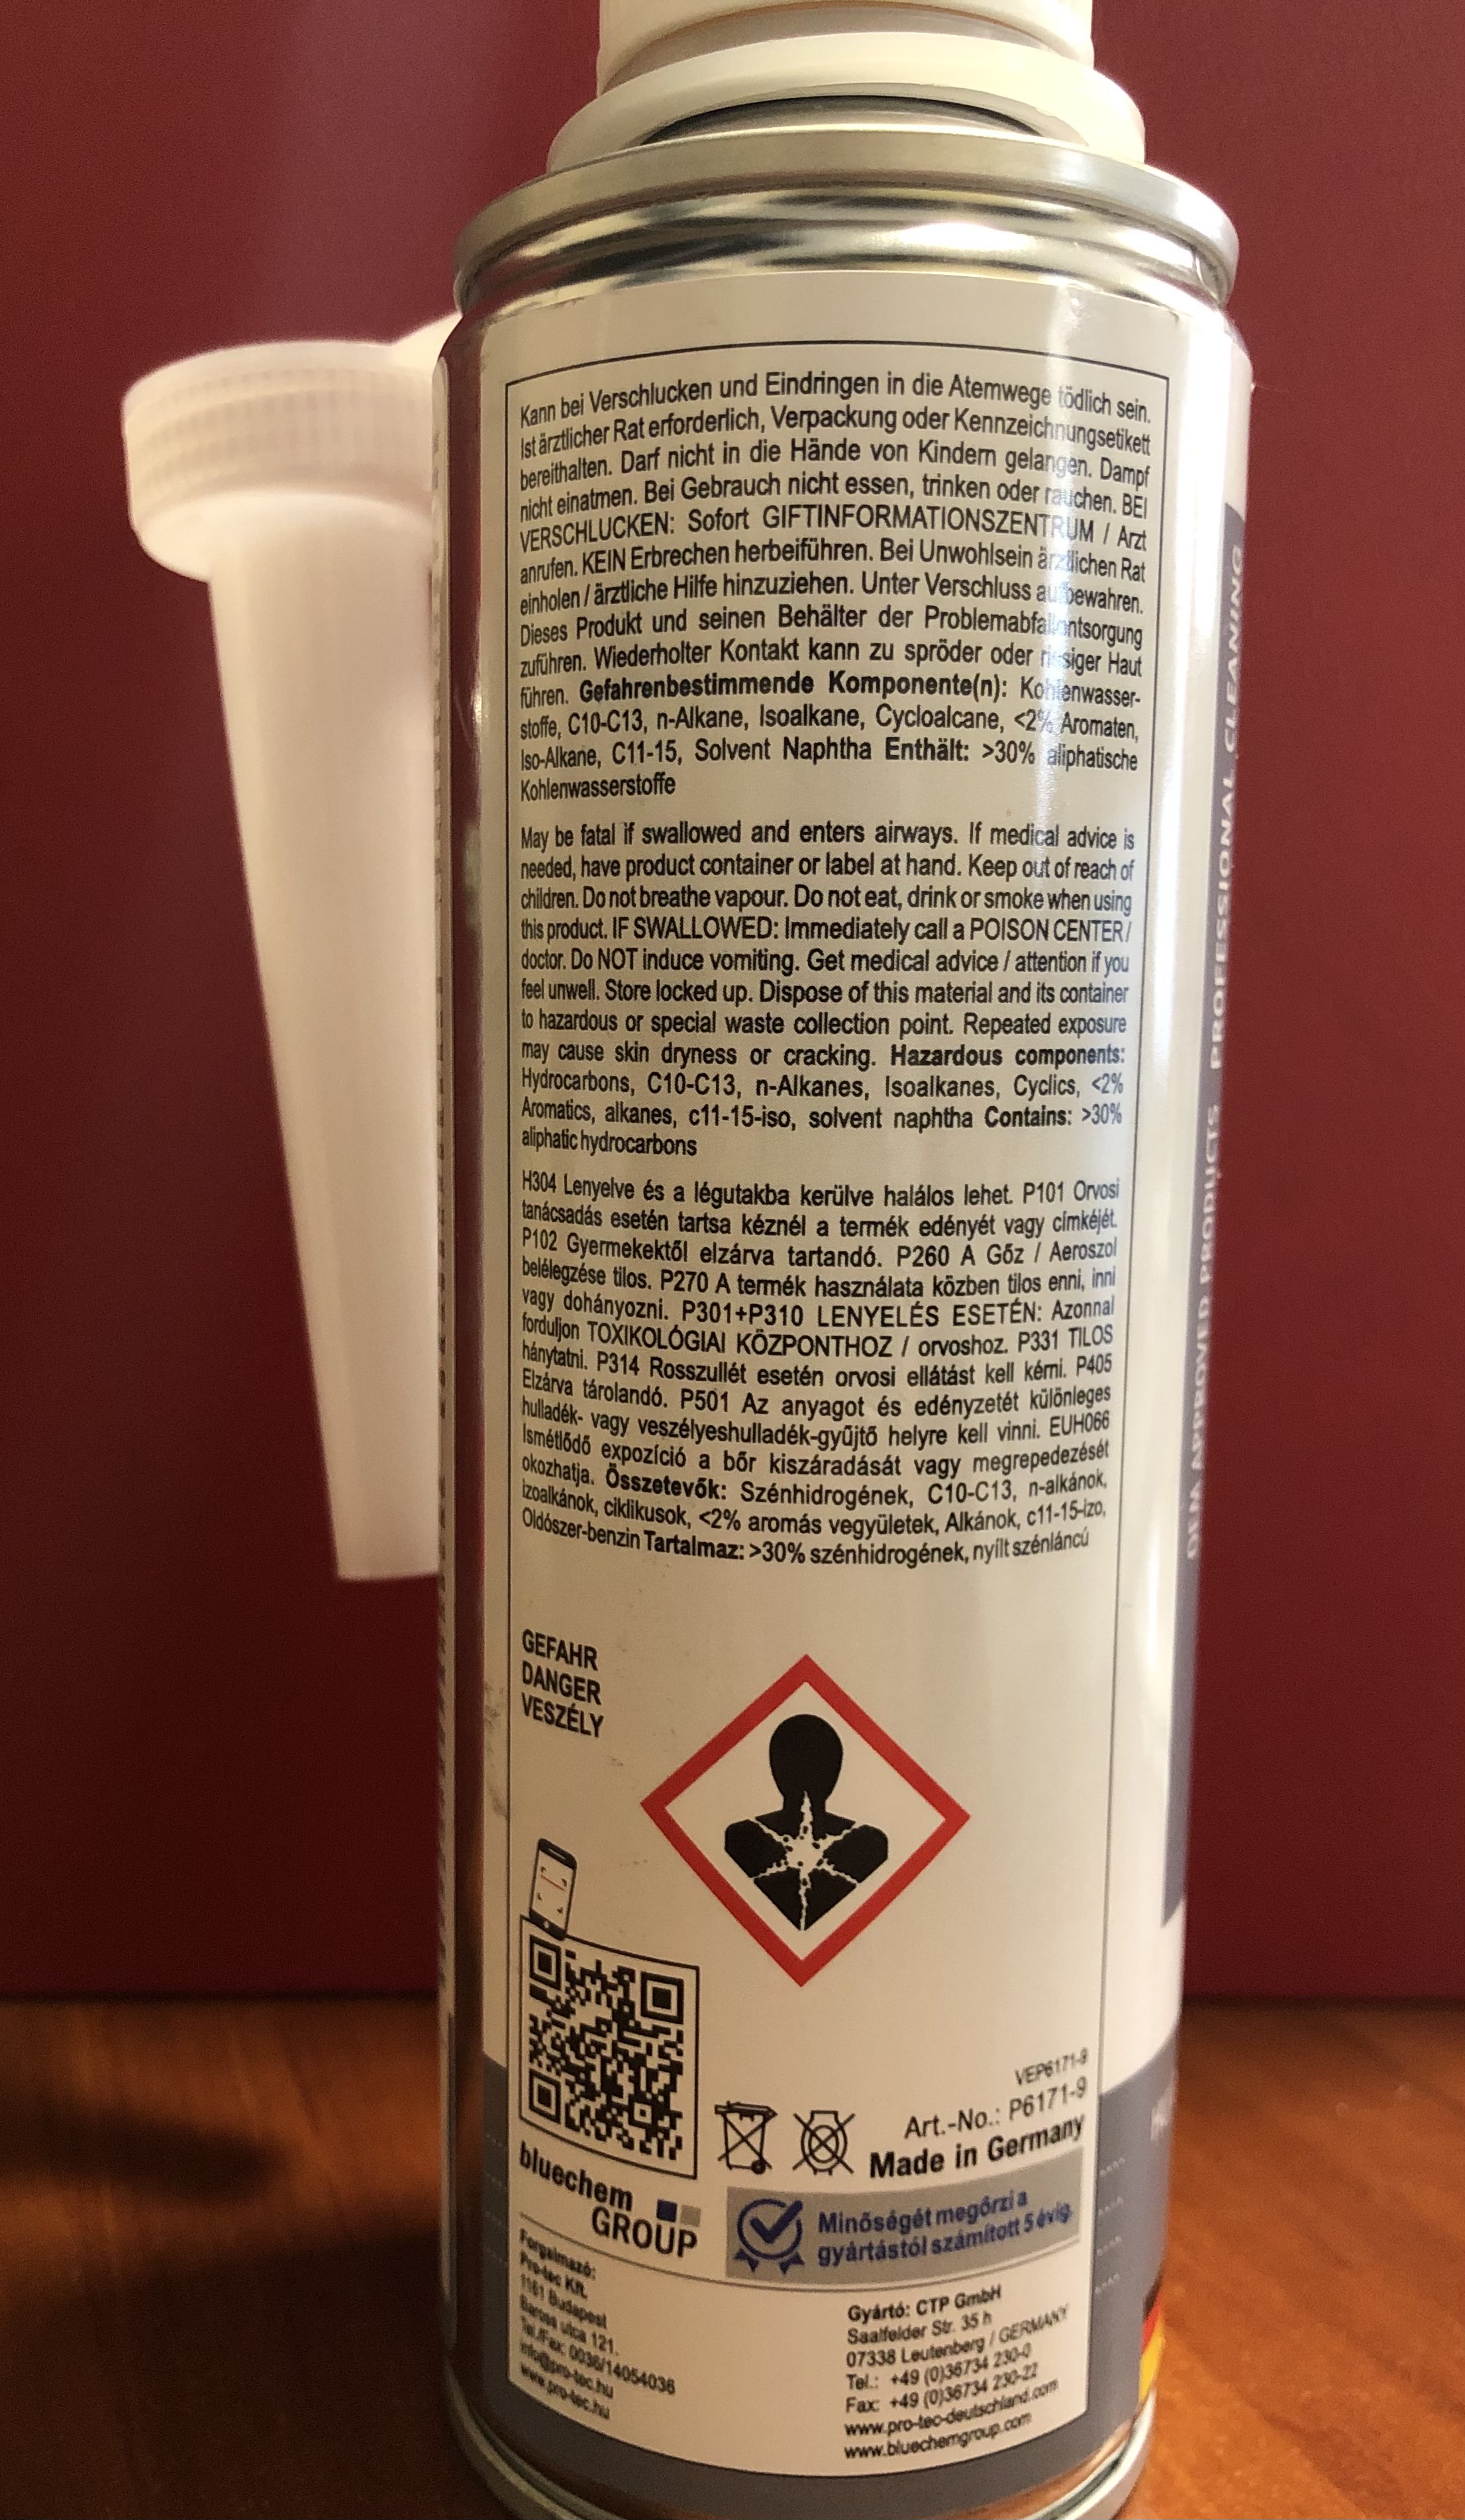 Kann bei Verschlucken und Eindringen in die Atemwege tödlich sein.
Ist ärztlicher Rat erforderlich, Verpackung oder Kennzeichnungsetikett
bereithalten. Darf nicht in die Hände von Kindern gelangen. Dampf
nicht einatmen. Bei Gebrauch nicht essen, trinken oder rauchen. BEI
VERSCHLUCKEN: Sofort GIFTINFORMATIONSZENTRUM / Arzt
anrufen. KEIN Erbrechen herbeiführen. Bei Unwohlsein ärztlichen Rat
einholen / ärztliche Hilfe hinzuziehen. Unter Verschluss aufbewahren.
Dieses Produkt und seinen Behälter der Problemabfallentsorgung
zuführen. Wiederholter Kontakt kann zu spröder oder rissiger Haut
führen. Gefahrenbestimmende Komponente(n): Kohlenwasser-
stoffe, C10-C13, n-Alkane, Isoalkane, Cycloalcane, <2% Aromaten,
Iso-Alkane, C11-15, Solvent Naphtha Enthält: >30% aliphatische
Kohlenwasserstoffe
May be fatal if swallowed and enters airways. If medical advice is
needed, have product container or label at hand. Keep out of reach of
children. Do not breathe vapour. Do not eat, drink or smoke when using
this product. IF SWALLOWED: Immediately call a POISON CENTER/
doctor. Do NOT induce vomiting. Get medical advice / attention if you
feel unwell. Store locked up. Dispose of this material and its container
to hazardous or special waste collection point. Repeated exposure
may cause skin dryness or cracking. Hazardous components:
Hydrocarbons, C10-C13, n-Alkanes, Isoalkanes, Cyclics, <2%
Aromatics, alkanes, c11-15-iso, solvent naphtha Contains: >30%
aliphatic hydrocarbons
H304 Lenyelve és a légutakba kerülve halálos lehet. P101 Orvosi
tanácsadás esetén tartsa kéznél a termék edényét vagy címkéjét.
P102 Gyermekektől elzárva tartandó. P260 A Gőz / Aeroszol
belélegzése tilos. P270 A termék használata közben tilos enni, inni
vagy dohányozni. P301+P310 LENYELÉS ESETÉN: Azonnal
forduljon TOXIKOLÓGIAI KÖZPONTHOZ / orvoshoz. P331 TILOS
hánytatni. P314 Rosszullét esetén orvosi ellátást kell kérni. P405
Elzárva tárolandó. P501 Az anyagot és edényzetét különleges
hulladék- vagy veszélyeshulladék-gyűjtő helyre kell vinni. EUH066
Ismétlődő expozíció a bőr kiszáradását vagy megrepedezését
okozhatja. Összetevők: Szénhidrogének, C10-C13, n-alkánok,
izoalkánok, ciklikusok, <2% aromás vegyületek, Alkánok, c11-15-izo,
Oldószer-benzin Tartalmaz: >30% szénhidrogének, nyílt szénláncú
GEFAHR
DANGER
VESZÉLY
VEP6171-9
Art.-No.: P6171-9
Made in Germany
bluechem
GROUP
Minőségét megőrzi a
gyártástól számított 5 évig.
Forgalmazó:
Pro-tec Kft.
1161 Budapest
Baross utca 121.
Tel./Fax: 0036/14054036
info@pro-tec.hu
www.pro-tec.hu
Gyártó: CTP GmbH
Saalfelder Str. 35 h
07338 Leutenberg / GERMANY
Tel.: +49 (0)36734 230-0
Fax: +49 (0)36734 230-22
www.pro-tec-deutschland.com
www.bluechemgroup.com
OEM APPROVED PRODUCTS PROFESSIONAL CLEANING